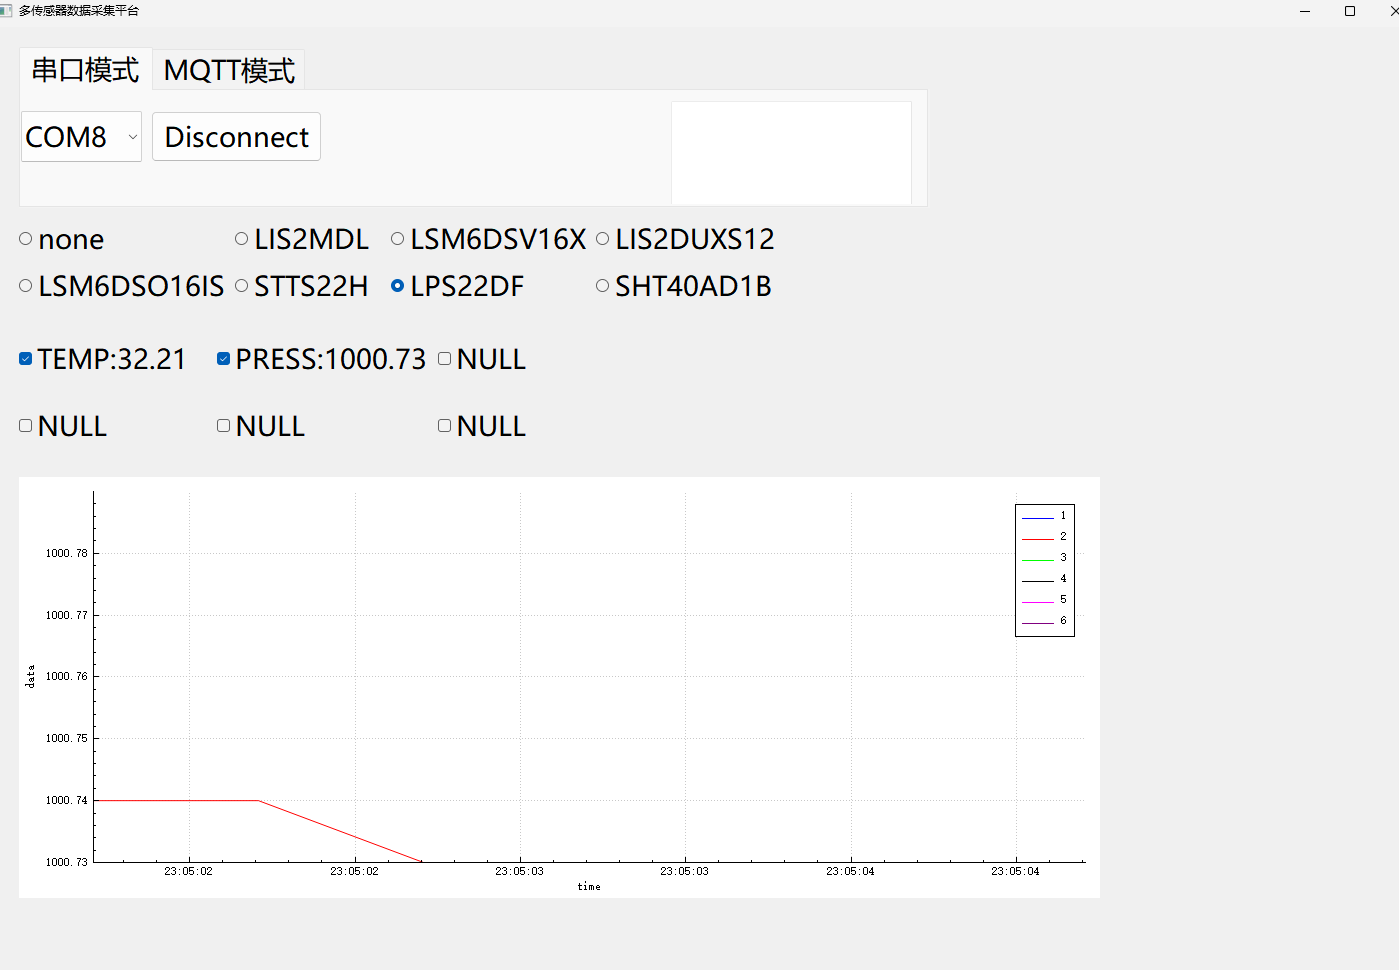 多传感器数据采集平台
串口模式 MQTT模式
COM8 Disconnect
none LIS2MDL LSM6DSV16X LIS2DUXS12
LSM6DSO16IS STTS22H LPS22DF SHT40AD1B
TEMP:32.21 PRESS:1000.73 NULL
NULL NULL NULL
1
2
3
4
5
6
1000.78
1000.77
1000.76
1000.75
1000.74
1000.73
data
23:05:02 23:05:02 23:05:03 23:05:03 23:05:04 23:05:04
time